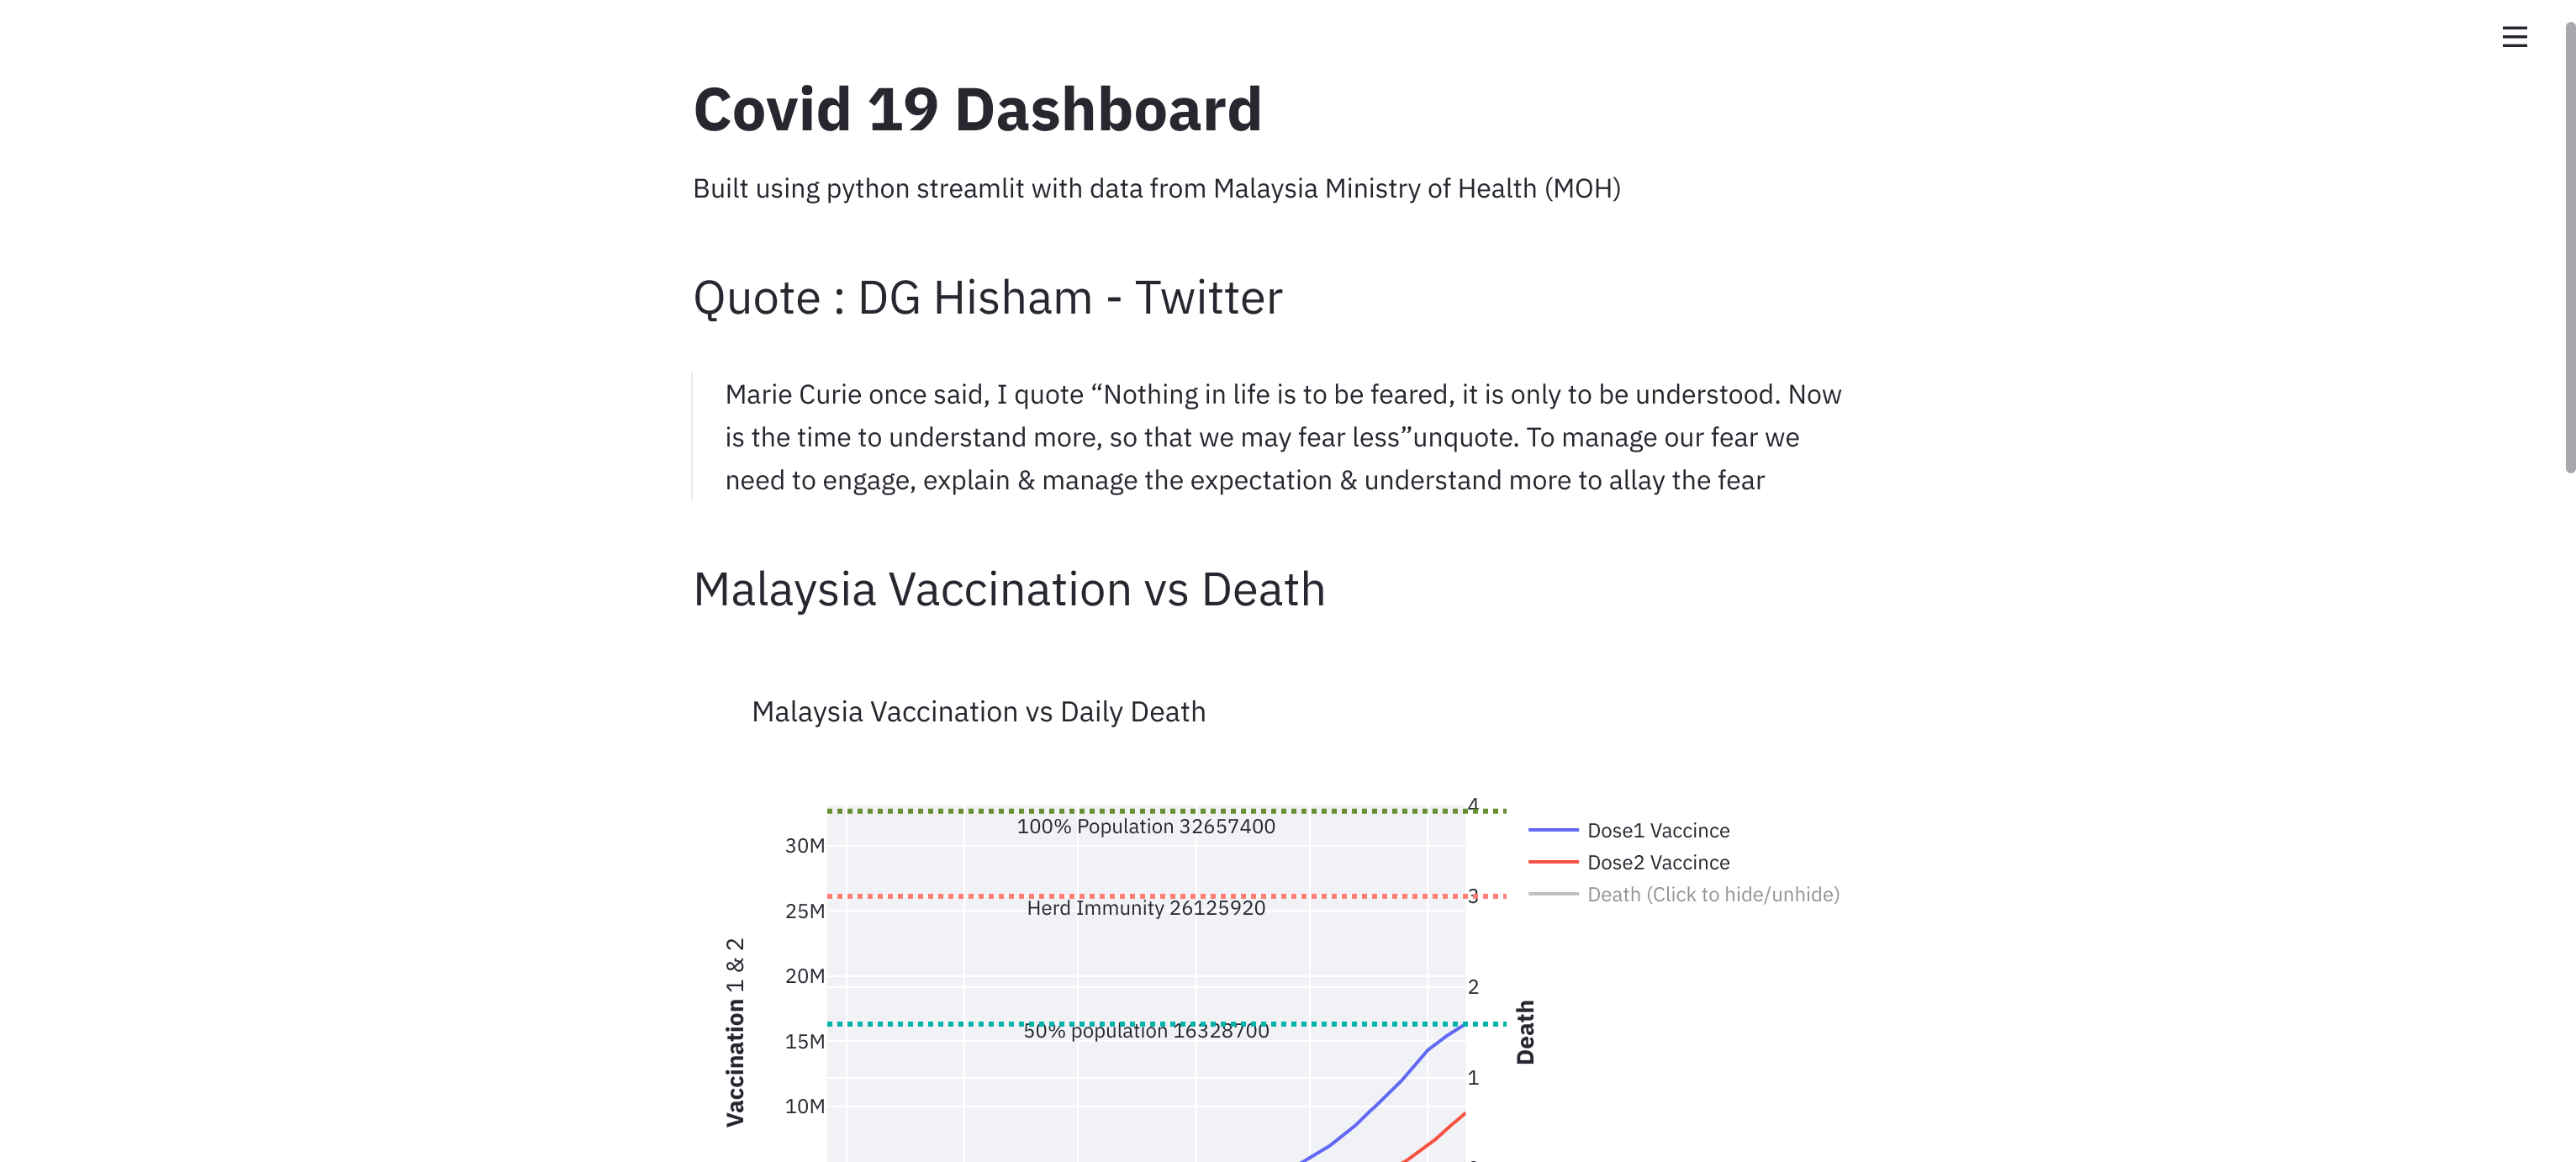 Covid 19 Dashboard
Built using python streamlit with data from Malaysia Ministry of Health (MOH)
Quote : DG Hisham - Twitter
Marie Curie once said, I quote “Nothing in life is to be feared, it is only to be understood. Now
is the time to understand more, so that we may fear less”unquote. To manage our fear we
need to engage, explain & manage the expectation & understand more to allay the fear
Malaysia Vaccination vs Death
Malaysia Vaccination vs Daily Death
100% Population 32657400
Herd Immunity 26125920
50% population 16328700
30M
25M
20M
15M
10M
Vaccination 1 & 2
4
3
2
1
Death
Dose1 Vaccince
Dose2 Vaccince
Death (Click to hide/unhide)